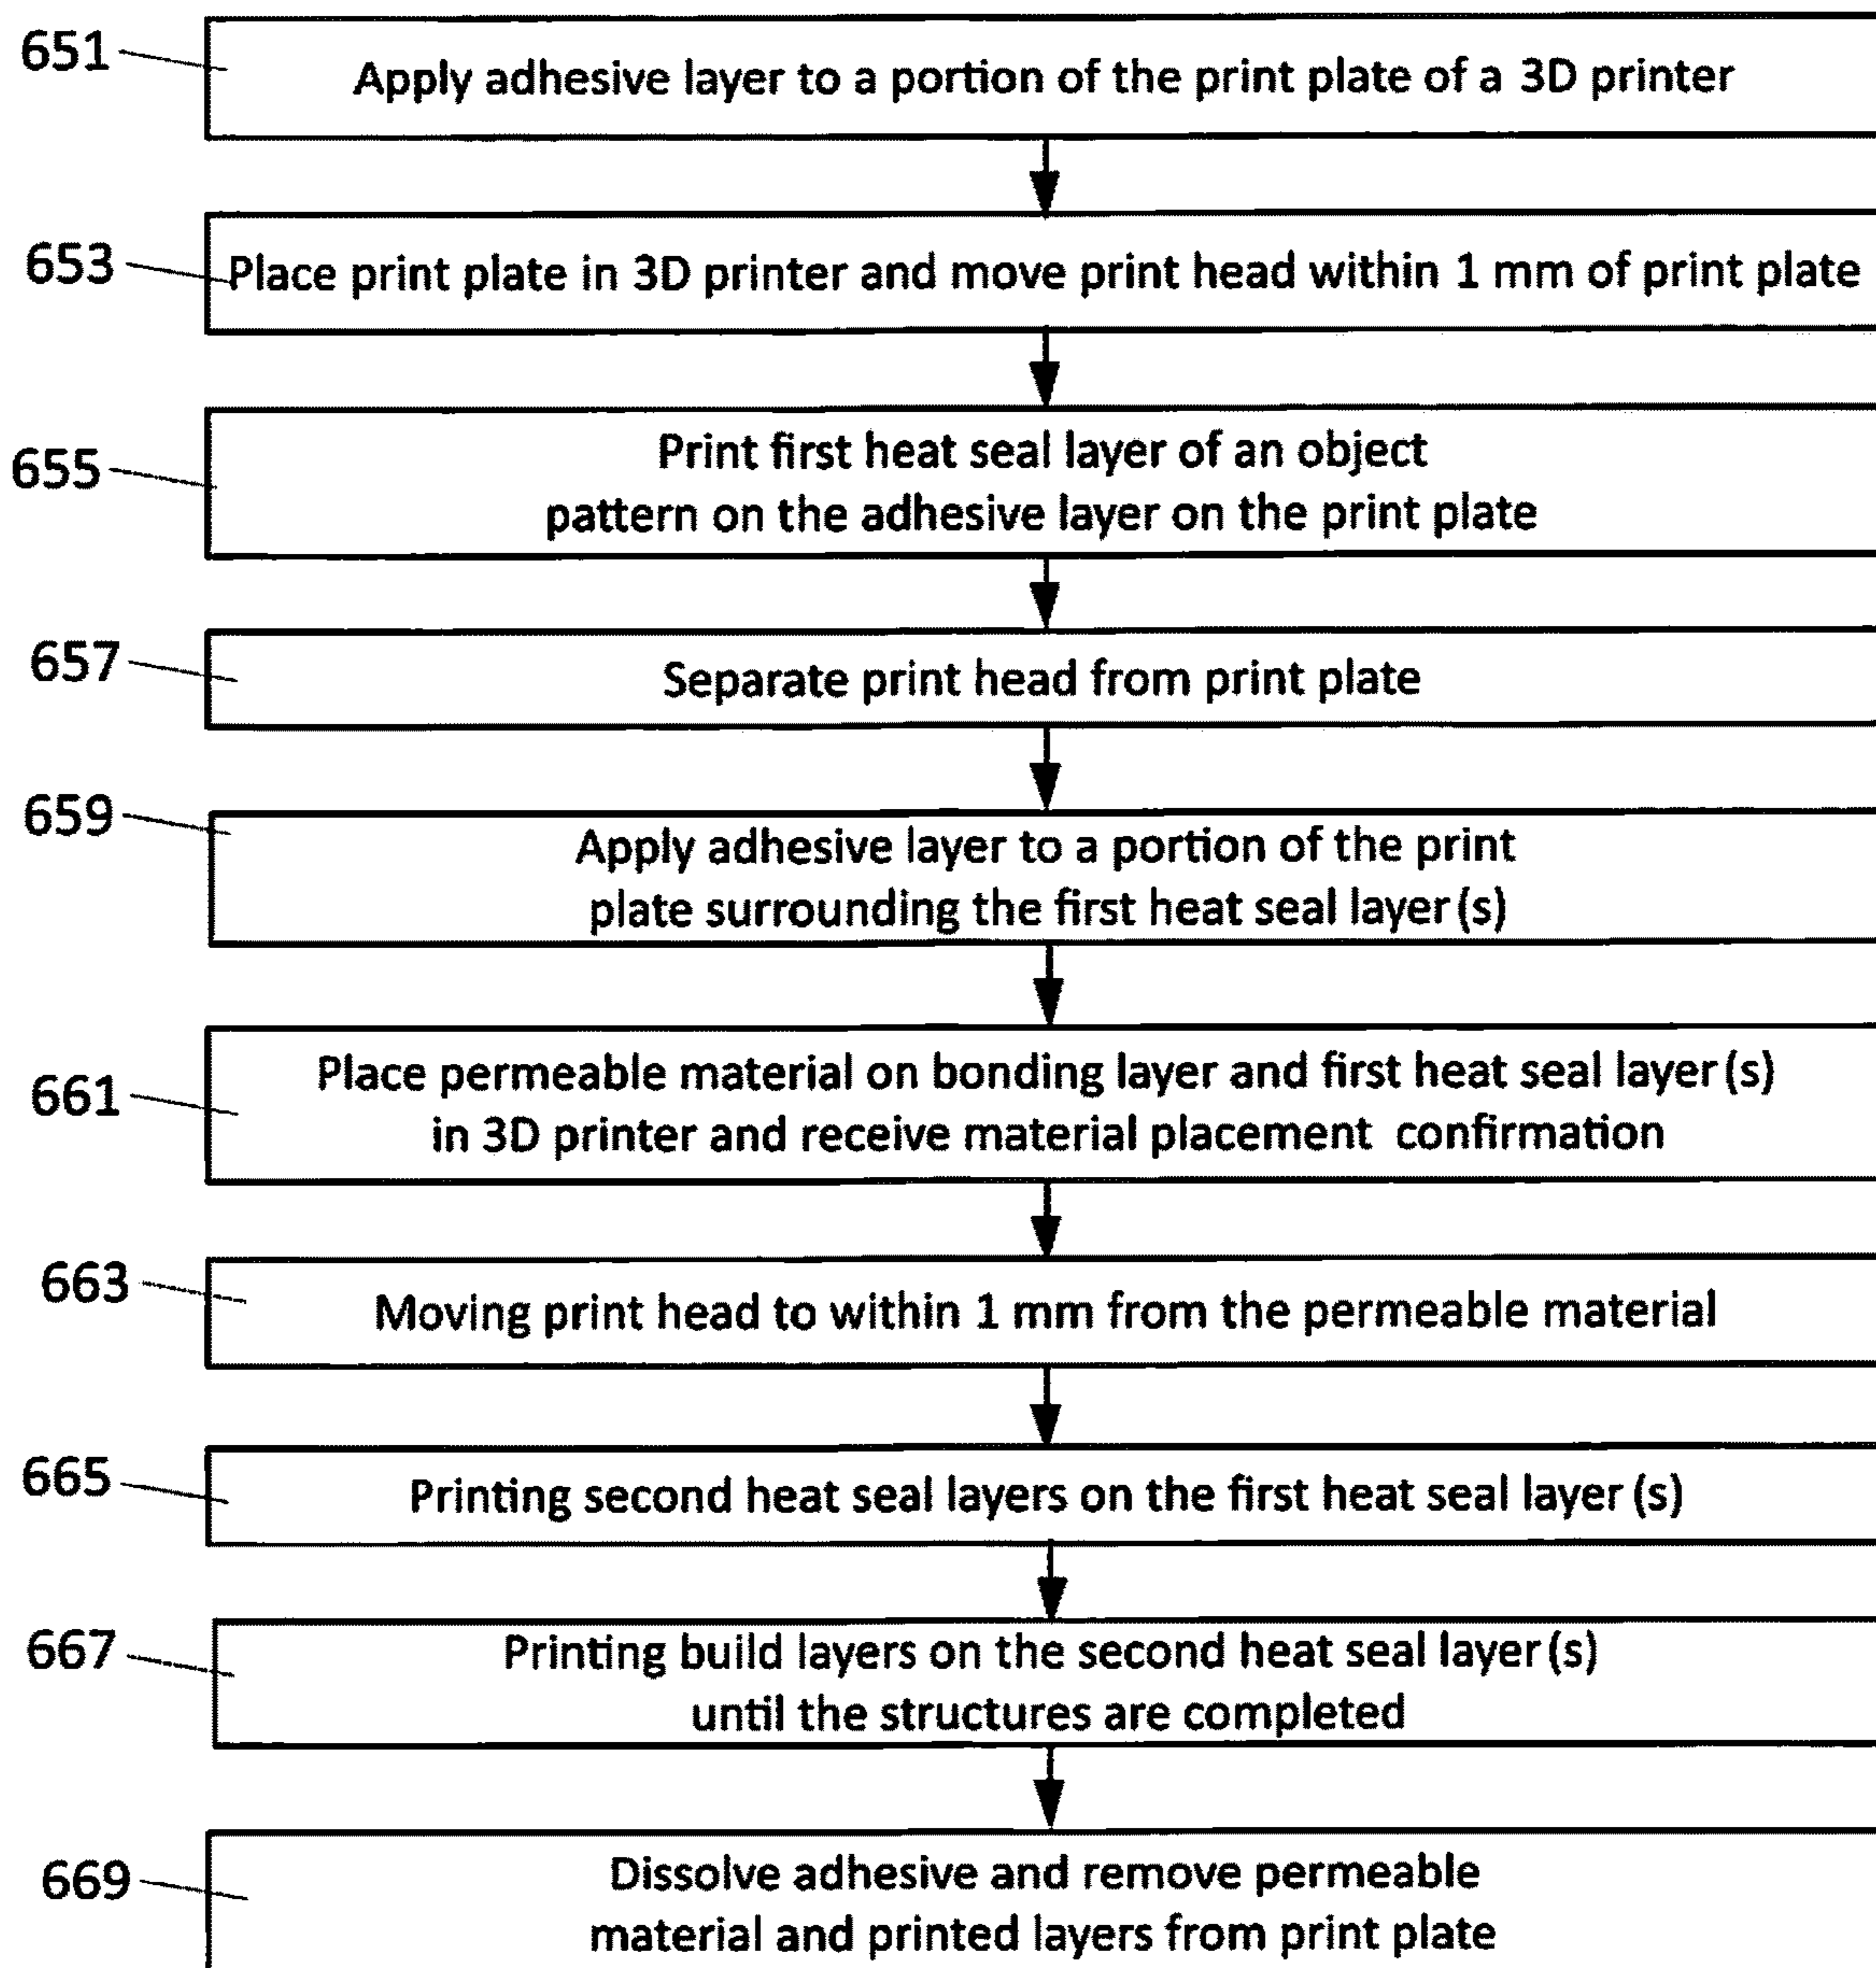 651
Apply adhesive layer to a portion of the print plate of a 3D printer
653
Place print plate in 3D printer and move print head within 1 mm of print plate
655
Print first heat seal layer of an object
pattern on the adhesive layer on the print plate
657
Separate print head from print plate
659
Apply adhesive layer to a portion of the print
plate surrounding the first heat seal layer(s)
661
Place permeable material on bonding layer and first heat seal layer(s)
in 3D printer and receive material placement confirmation
663
Moving print head to within 1 mm from the permeable material
665
Printing second heat seal layers on the first heat seal layer(s)
667
Printing build layers on the second heat seal layer(s)
until the structures are completed
669
Dissolve adhesive and remove permeable
material and printed layers from print plate